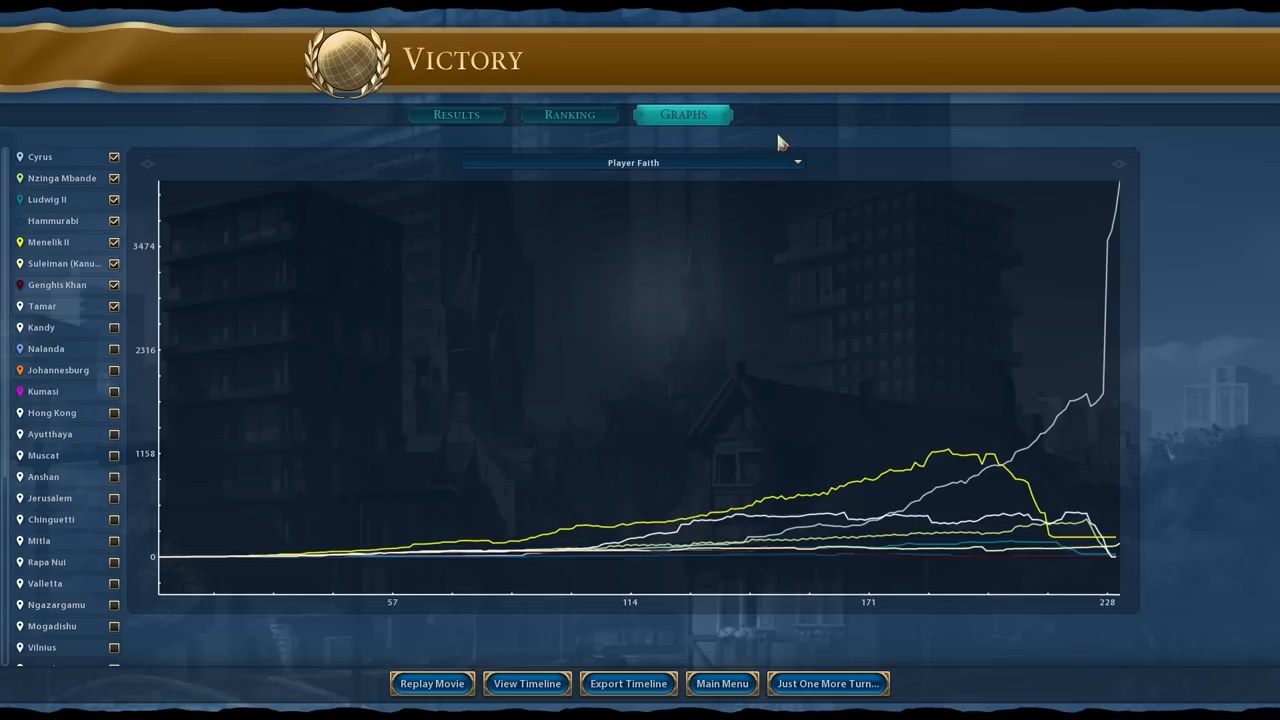 VICTORY
RESULTS
RANKING
GRAPHS
Player Faith
Cyrus
Nzinga Mbande
Ludwig II
Hammurabi
Menelik II
Suleiman (Kanu...
Genghis Khan
Tamar
Kandy
Nalanda
Johannesburg
Kumasi
Hong Kong
Ayutthaya
Muscat
Anshan
Jerusalem
Chinguetti
Mitla
Rapa Nui
Valletta
Ngazargamu
Mogadishu
Vilnius
3474
2316
1158
0
57
114
171
228
Replay Movie
View Timeline
Export Timeline
Main Menu
Just One More Turn...